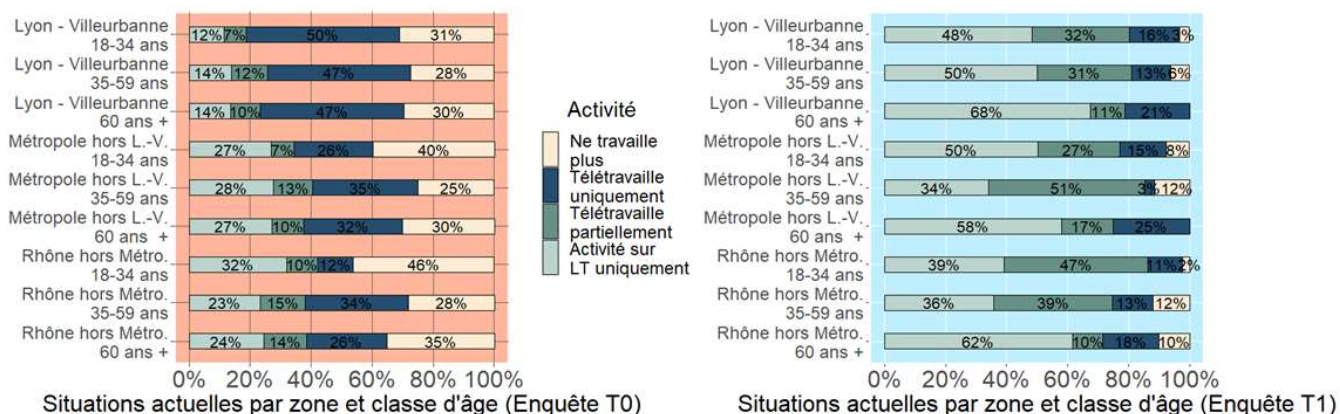 Lyon - Villeurbanne
18-34 ans
12% 7% 50% 31%
Lyon - Villeurbanne
35-59 ans
14% 12% 47% 28%
Lyon - Villeurbanne
60 ans +
14% 10% 47% 30%
Métropole hors L.-V.
18-34 ans
27% 7% 26% 40%
Métropole hors L.-V.
35-59 ans
28% 13% 35% 25%
Métropole hors L.-V.
60 ans +
27% 10% 32% 30%
Rhône hors Métro.
18-34 ans
32% 10% 12% 46%
Rhône hors Métro.
35-59 ans
23% 15% 34% 28%
Rhône hors Métro.
60 ans +
24% 14% 26% 35%
0% 20% 40% 60% 80% 100%
Situations actuelles par zone et classe d'âge (Enquête T0)
Activité
Ne travaille
plus
Télétravaille
uniquement
Télétravaille
partiellement
Activité sur
LT uniquement
Lyon - Villeurbanne
18-34 ans
48% 32% 16% 3%
Lyon - Villeurbanne
35-59 ans
50% 31% 13% 6%
Lyon - Villeurbanne
60 ans +
68% 11% 21%
Métropole hors L.-V.
18-34 ans
50% 27% 15% 8%
Métropole hors L.-V.
35-59 ans
34% 51% 3% 12%
Métropole hors L.-V.
60 ans +
58% 17% 25%
Rhône hors Métro.
18-34 ans
39% 47% 11% 2%
Rhône hors Métro.
35-59 ans
36% 39% 13% 12%
Rhône hors Métro.
60 ans +
62% 10% 18% 10%
0% 20% 40% 60% 80% 100%
Situations actuelles par zone et classe d'âge (Enquête T1)